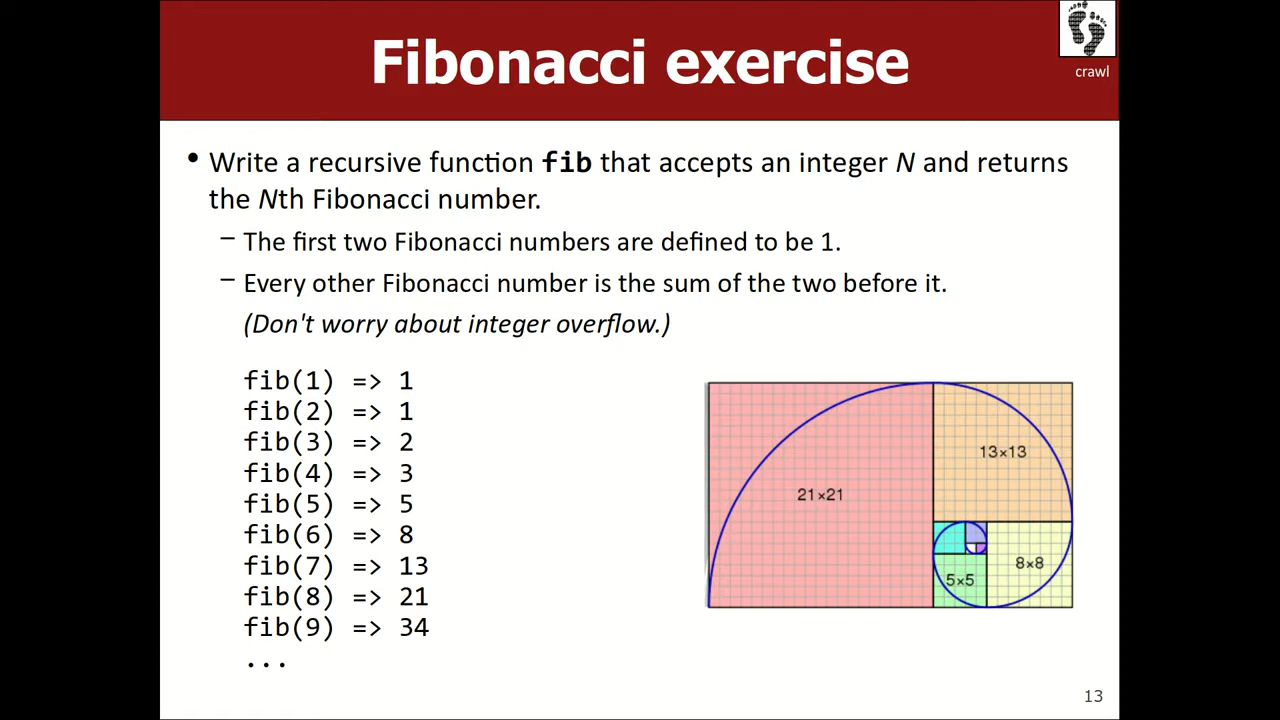 Fibonacci exercise
crawl
• Write a recursive function fib that accepts an integer N and returns
the Nth Fibonacci number.
– The first two Fibonacci numbers are defined to be 1.
– Every other Fibonacci number is the sum of the two before it.
(Don't worry about integer overflow.)
fib(1) => 1
fib(2) => 1
fib(3) => 2
fib(4) => 3
fib(5) => 5
fib(6) => 8
fib(7) => 13
fib(8) => 21
fib(9) => 34
...
21×21
13×13
5×5
8×8
13